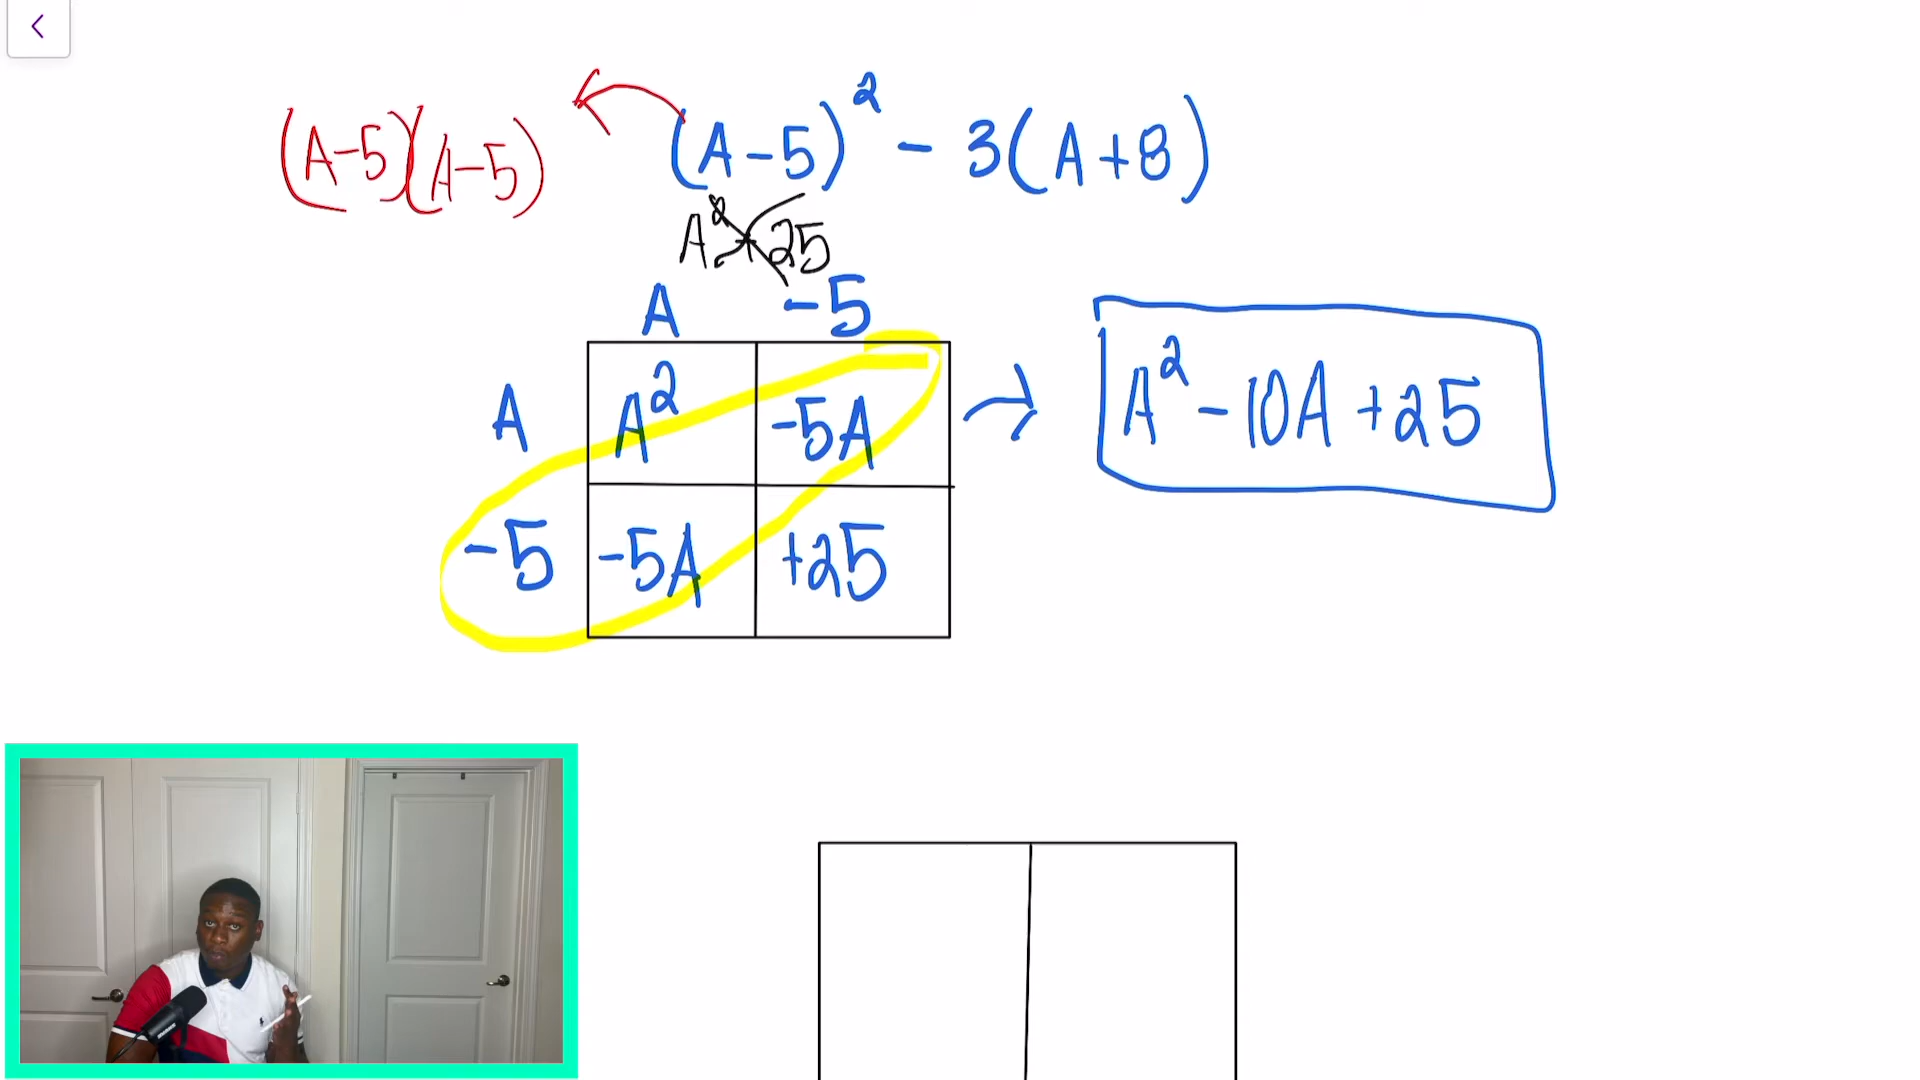 (A-5)(A-5) (A-5)² - 3(A+8)
A² + 25
A -5
A A² -5A → A² - 10A + 25
-5 -5A +25